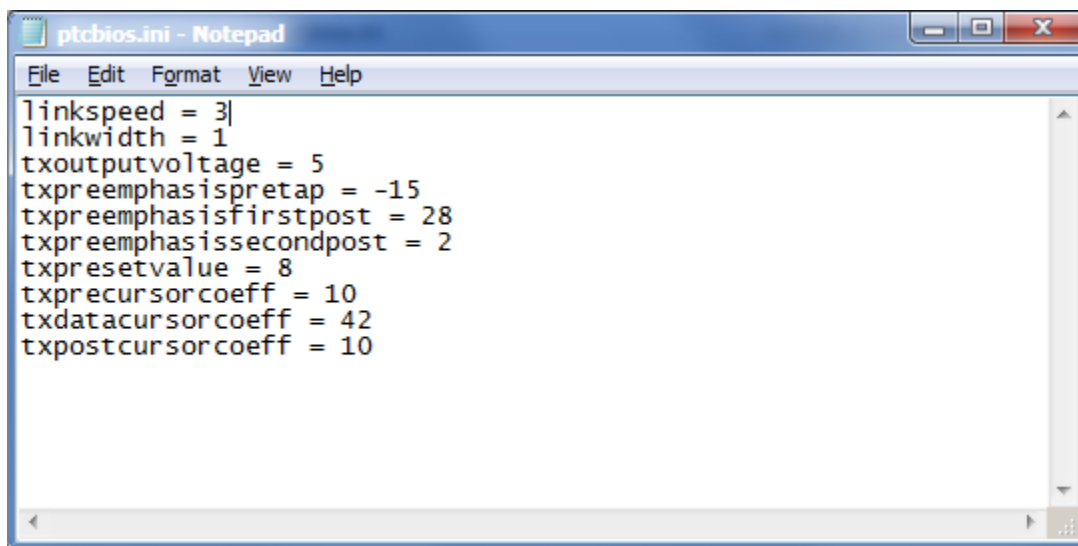 ptcbios.ini - Notepad
File Edit Format View Help
linkspeed = 3
linkwidth = 1
txoutputvoltage = 5
txpreemphasispretap = -15
txpreemphasisfirstpost = 28
txpreemphasissecondpost = 2
txpresetvalue = 8
txprecursorcoeff = 10
txdatacursorcoeff = 42
txpostcursorcoeff = 10